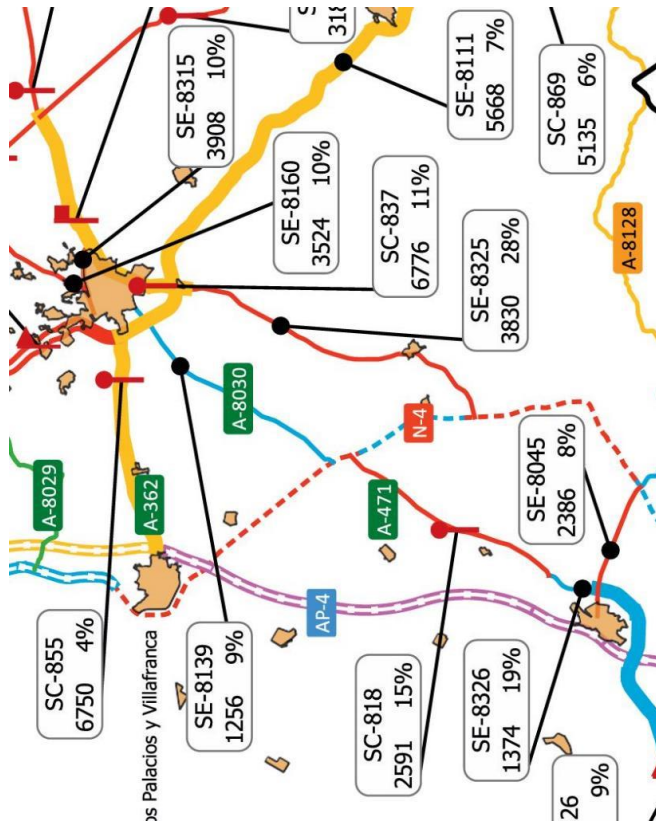 318
SE-8315
3908 10%
SE-8111
5668 7%
SC-869
5135 6%
SE-8160
3524 10%
SC-837
6776 11%
SE-8325
3830 28%
A-8128
A-8030
A-8029
A-362
N-4
A-471
SE-8045
2386 8%
AP-4
SC-855
6750 4%
SE-8139
1256 9%
os Palacios y Villafranca
SC-818
2591 15%
SE-8326
1374 19%
26
9%